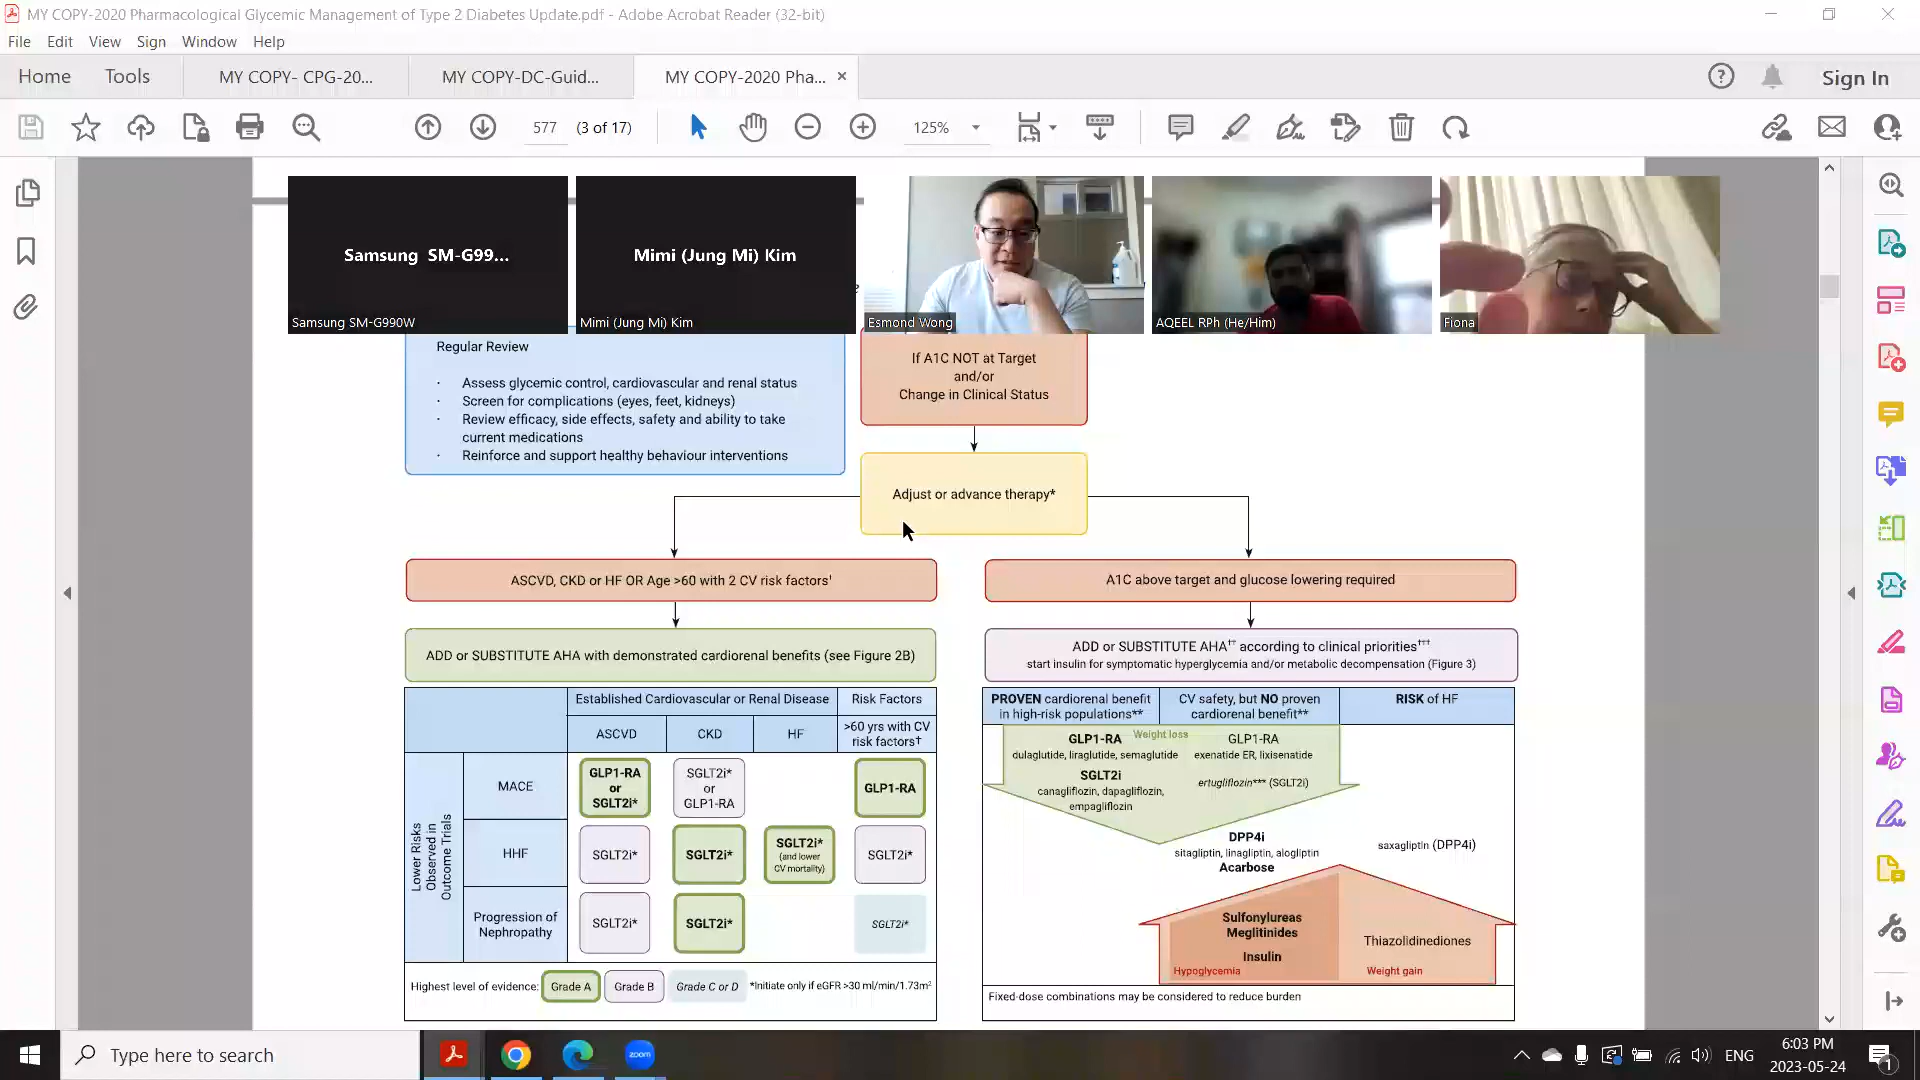 MY COPY-2020 Pharmacological Glycemic Management of Type 2 Diabetes Update.pdf - Adobe Acrobat Reader (32-bit)
File Edit View Sign Window Help
Home Tools MY COPY- CPG-20... MY COPY-DC-Guid... MY COPY-2020 Pha... × Sign In
577 (3 of 17) 125%
Samsung SM-G99...
Mimi (Jung Mi) Kim
Samsung SM-G990W
Mimi (Jung Mi) Kim
Esmond Wong
AQEEL RPh (He/Him)
Fiona
Regular Review
· Assess glycemic control, cardiovascular and renal status
· Screen for complications (eyes, feet, kidneys)
· Review efficacy, side effects, safety and ability to take
current medications
· Reinforce and support healthy behaviour interventions
If A1C NOT at Target
and/or
Change in Clinical Status
Adjust or advance therapy*
ASCVD, CKD or HF OR Age >60 with 2 CV risk factors†
ADD or SUBSTITUTE AHA with demonstrated cardiorenal benefits (see Figure 2B)
Established Cardiovascular or Renal Disease
Risk Factors
ASCVD
CKD
HF
>60 yrs with CV
risk factors†
Lower Risks
Observed in
Outcome Trials
MACE
GLP1-RA
or
SGLT2i*
SGLT2i*
or
GLP1-RA
GLP1-RA
HHF
SGLT2i*
SGLT2i*
SGLT2i*
(and lower
CV mortality)
SGLT2i*
Progression of
Nephropathy
SGLT2i*
SGLT2i*
SGLT2i*
Highest level of evidence: Grade A Grade B Grade C or D *Initiate only if eGFR >30 ml/min/1.73m²
A1C above target and glucose lowering required
ADD or SUBSTITUTE AHA†† according to clinical priorities†††
start insulin for symptomatic hyperglycemia and/or metabolic decompensation (Figure 3)
PROVEN cardiorenal benefit
in high-risk populations**
CV safety, but NO proven
cardiorenal benefit**
RISK of HF
Weight loss
GLP1-RA
dulaglutide, liraglutide, semaglutide
SGLT2i
canagliflozin, dapagliflozin,
empagliflozin
GLP1-RA
exenatide ER, lixisenatide
ertugliflozin*** (SGLT2i)
DPP4i
sitagliptin, linagliptin, alogliptin
Acarbose
saxagliptin (DPP4i)
Sulfonylureas
Meglitinides
Insulin
Hypoglycemia
Thiazolidinediones
Weight gain
Fixed-dose combinations may be considered to reduce burden
Type here to search
zoom
ENG
6:03 PM
2023-05-24
1